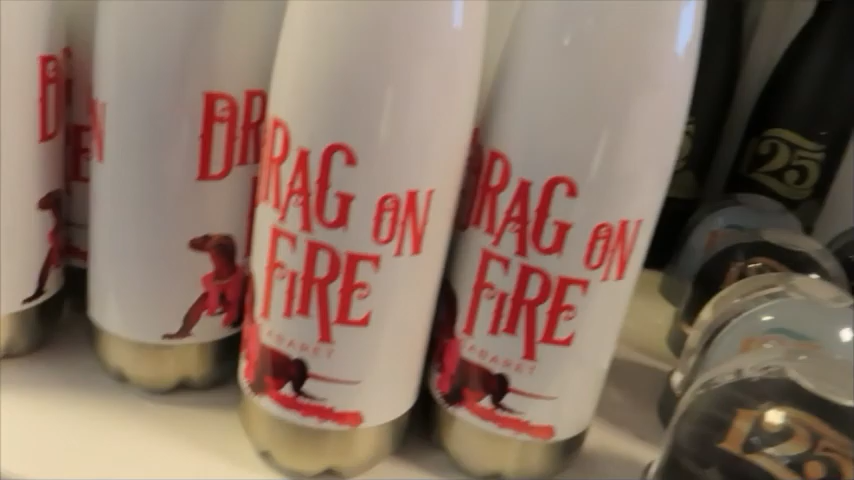 DRAG ON
FIRE
CABARET
DRAG ON
FIRE
CABARET
125
125